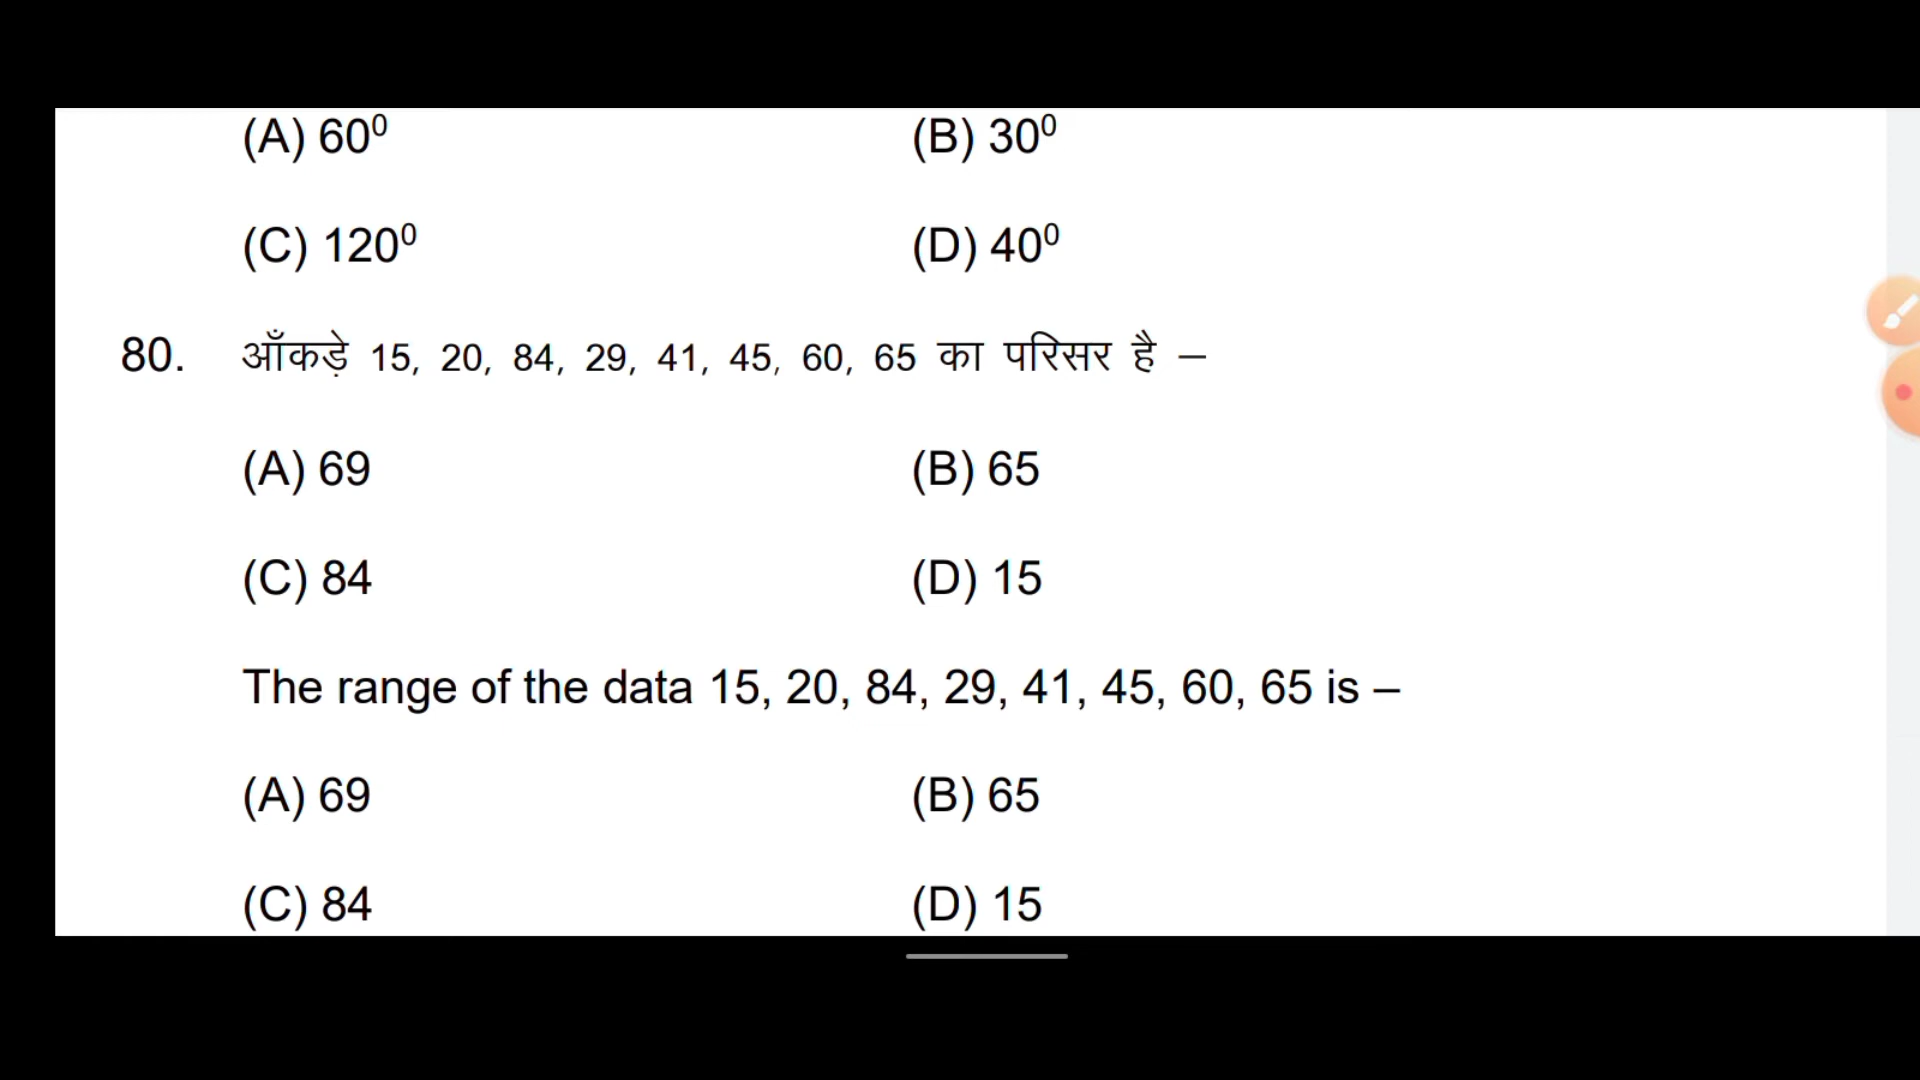 (A) 60⁰ (B) 30⁰
(C) 120⁰ (D) 40⁰
80. आँकड़े 15, 20, 84, 29, 41, 45, 60, 65 का परिसर है –
(A) 69 (B) 65
(C) 84 (D) 15
The range of the data 15, 20, 84, 29, 41, 45, 60, 65 is –
(A) 69 (B) 65
(C) 84 (D) 15